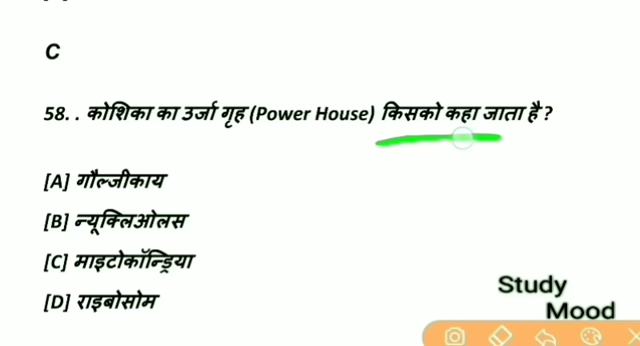 C
58. . कोशिका का उर्जा गृह (Power House) किसको कहा जाता है ?
[A] गौल्जीकाय
[B] न्यूक्लिओलस
[C] माइटोकॉन्ड्रिया
[D] राइबोसोम
Study
Mood